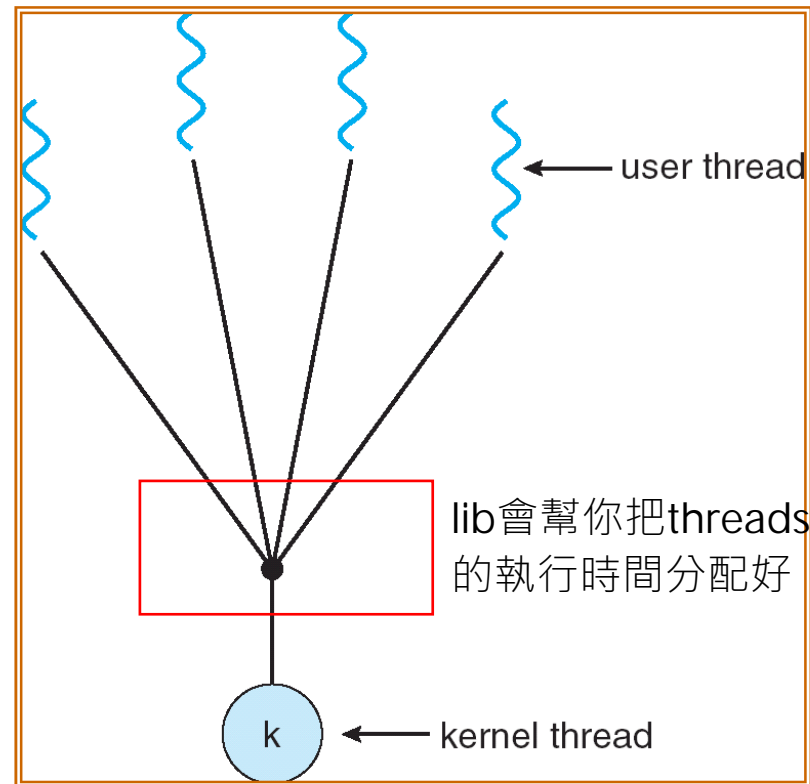 user thread
lib會幫你把threads
的執行時間分配好
k
kernel thread